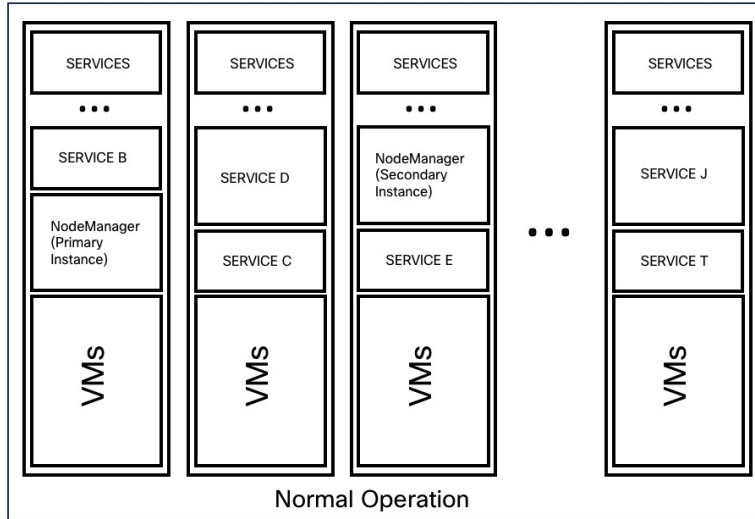 SERVICES
...
SERVICE B
NodeManager
(Primary
Instance)
VMs
SERVICES
...
SERVICE D
SERVICE C
VMs
SERVICES
...
NodeManager
(Secondary
Instance)
SERVICE E
VMs
...
SERVICES
...
SERVICE J
SERVICE T
VMs
Normal Operation